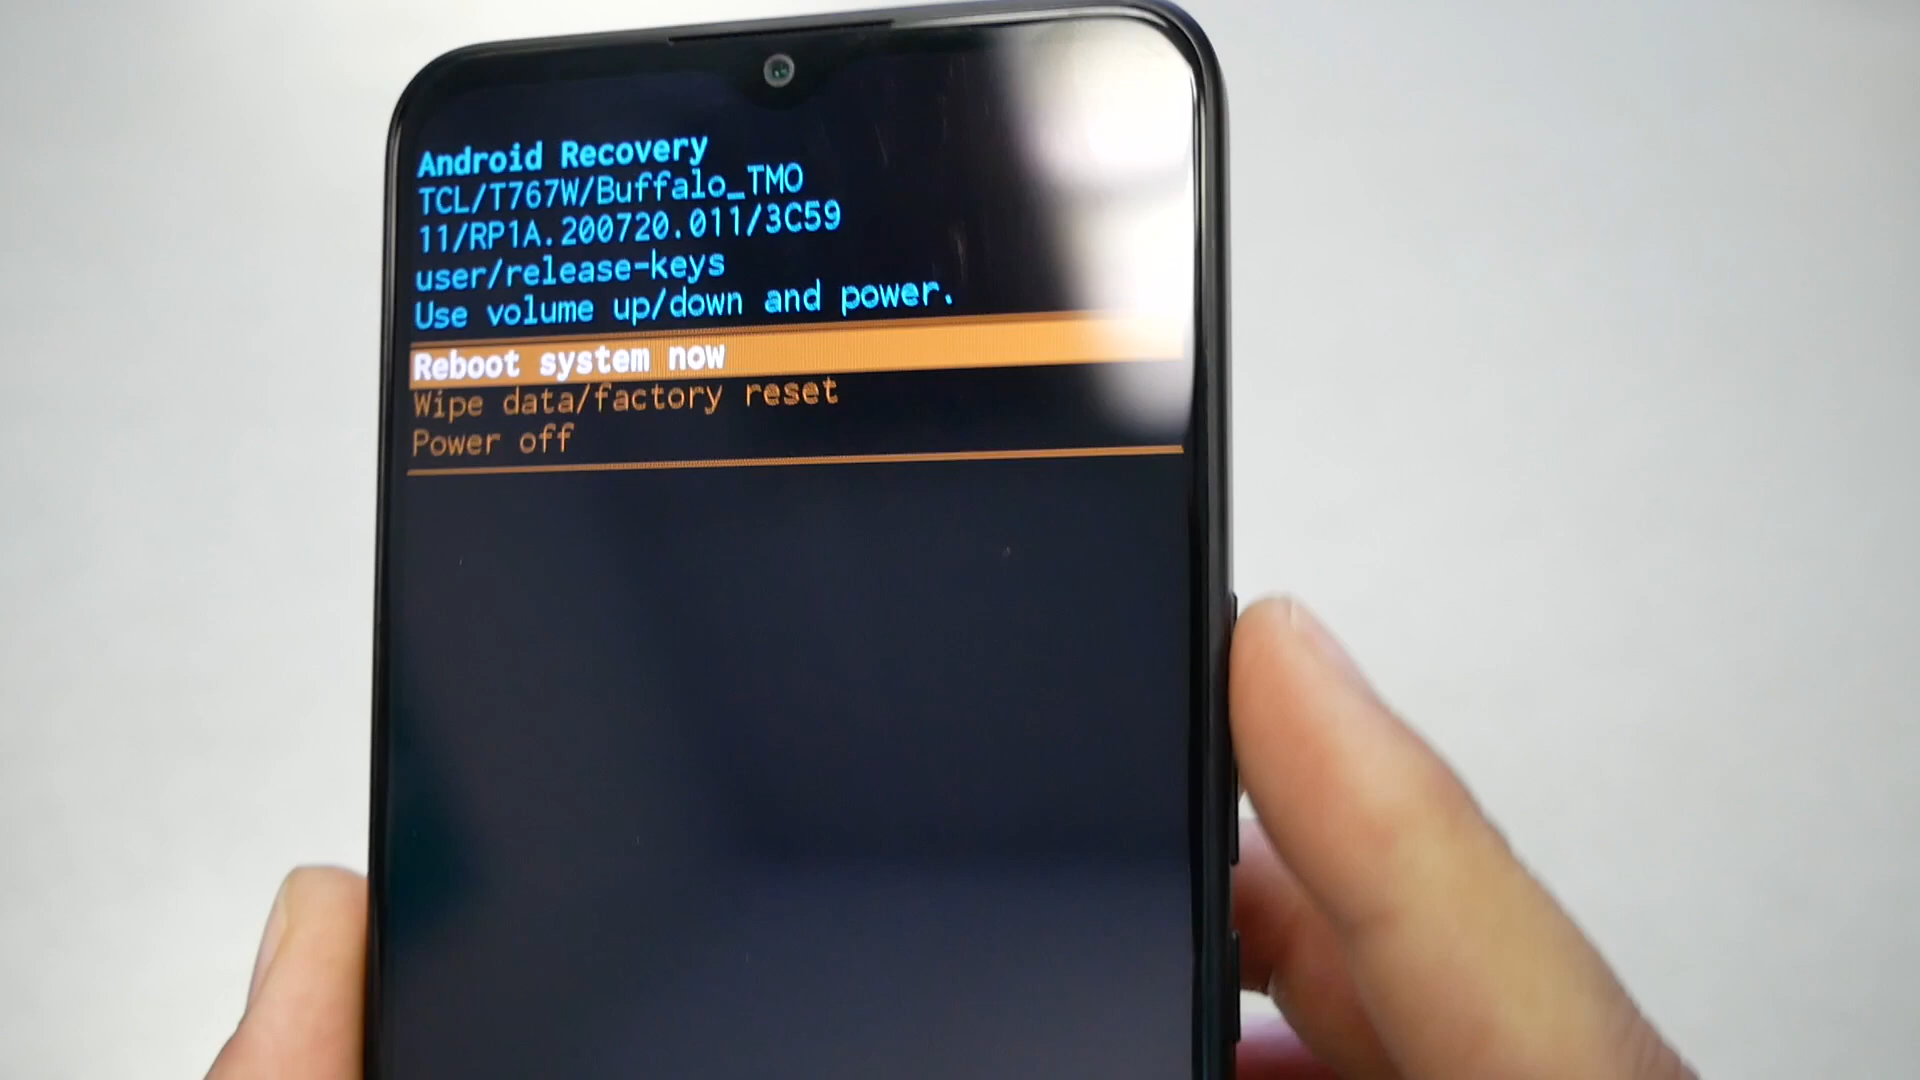 Android Recovery
TCL/T767W/Buffalo_TMO
11/RP1A.200720.011/3C59
user/release-keys
Use volume up/down and power.
Reboot system now
Wipe data/factory reset
Power off